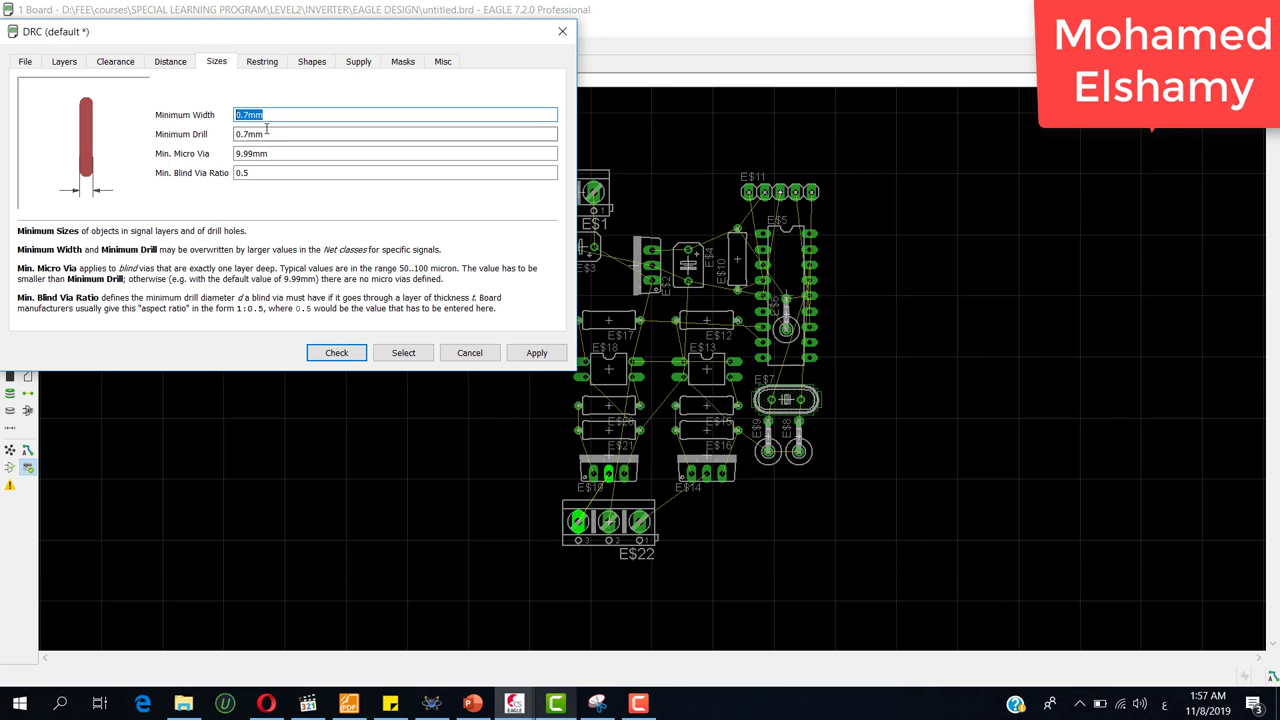 1 Board - D:\FEE\courses\SPECIAL LEARNING PROGRAM\LEVEL2\INVERTER\EAGLE DESIGN\untitled.brd - EAGLE 7.2.0 Professional
Mohamed
Elshamy
DRC (default *)
File Layers Clearance Distance Sizes Restring Shapes Supply Masks Misc
Minimum Width 0.7mm
Minimum Drill 0.7mm
Min. Micro Via 9.99mm
Min. Blind Via Ratio 0.5
Minimum Sizes of objects in signal layers and of drill holes.
Minimum Width and Minimum Drill may be overwritten by larger values in the Net classes for specific signals.
Min. Micro Via applies to blind vias that are exactly one layer deep. Typical values are in the range 50..100 micron. The value has to be
smaller than Minimum Drill; otherwise (e.g. with the default value of 9.99mm) there are no micro vias defined.
Min. Blind Via Ratio defines the minimum drill diameter d a blind via must have if it goes through a layer of thickness t. Board
manufacturers usually give this "aspect ratio" in the form 1:0.5, where 0.5 would be the value that has to be entered here.
Check Select Cancel Apply
E$11
1
E$1
E$5
E$3
E$2
E$4
E$10
E$6
E$17
E$12
E$18
E$13
E$7
E$15
E$9
E$8
E$21
E$16
E$19
E$14
3 2 1
E$22
1:57 AM
11/8/2019
3